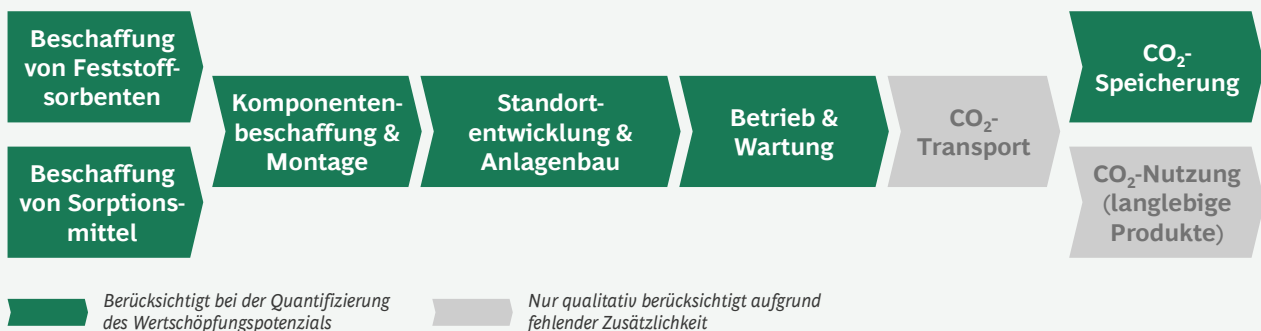 Beschaffung
von Feststoff-
sorbenten
Beschaffung
von Sorptions-
mittel
Komponenten-
beschaffung &
Montage
Standort-
entwicklung &
Anlagenbau
Betrieb &
Wartung
CO₂-
Transport
CO₂-
Speicherung
CO₂-Nutzung
(langlebige
Produkte)
Berücksichtigt bei der Quantifizierung
des Wertschöpfungspotenzials
Nur qualitativ berücksichtigt aufgrund
fehlender Zusätzlichkeit